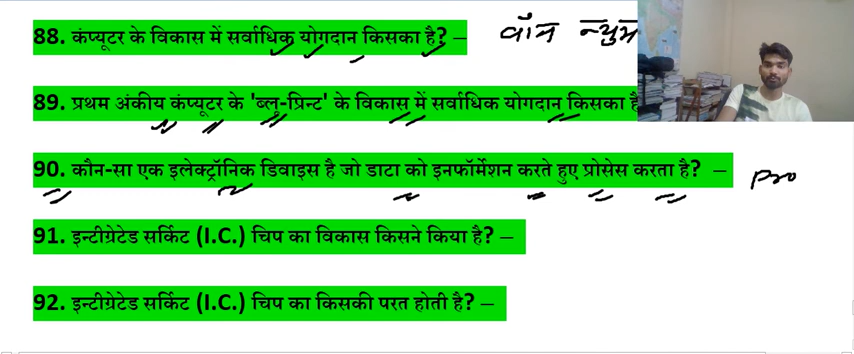 88. कंप्यूटर के विकास में सर्वाधिक योगदान किसका है? – वॉन न्युम
89. प्रथम अंकीय कंप्यूटर के 'ब्लू-प्रिन्ट' के विकास में सर्वाधिक योगदान किसका है
90. कौन-सा एक इलेक्ट्रॉनिक डिवाइस है जो डाटा को इनफॉर्मेशन करते हुए प्रोसेस करता है? – Pro
91. इन्टीग्रेटेड सर्किट (I.C.) चिप का विकास किसने किया है? –
92. इन्टीग्रेटेड सर्किट (I.C.) चिप का किसकी परत होती है? –